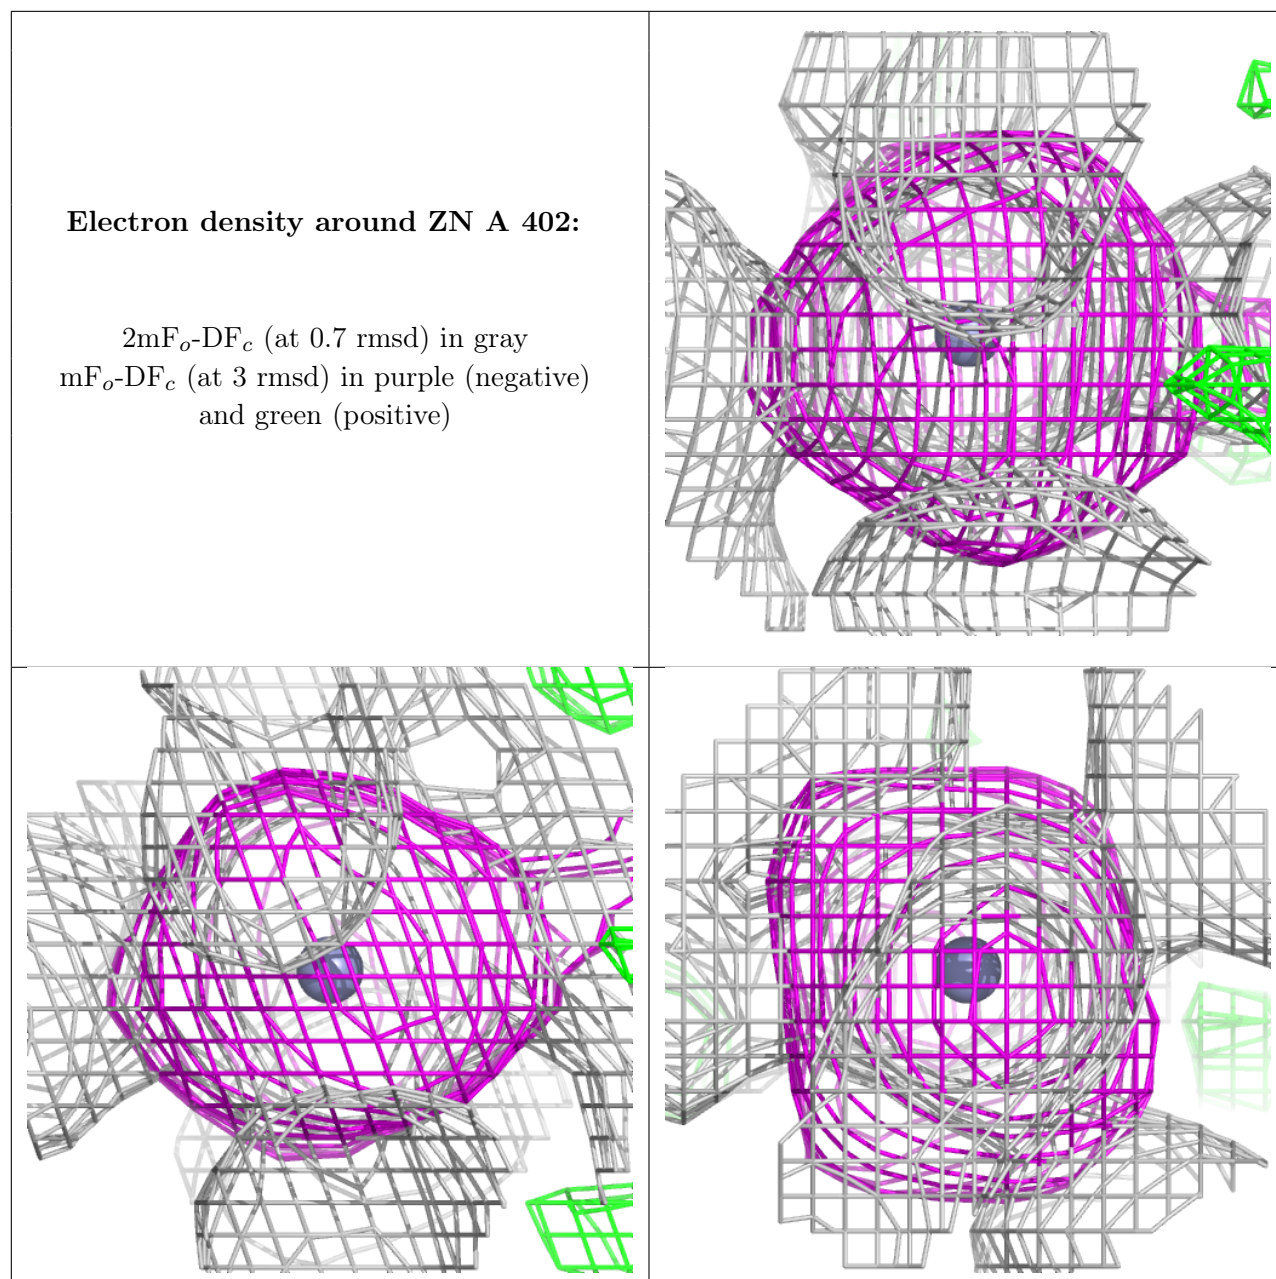 Electron density around ZN A 402:
2mFo-DFc (at 0.7 rmsd) in gray
mFo-DFc (at 3 rmsd) in purple (negative)
and green (positive)